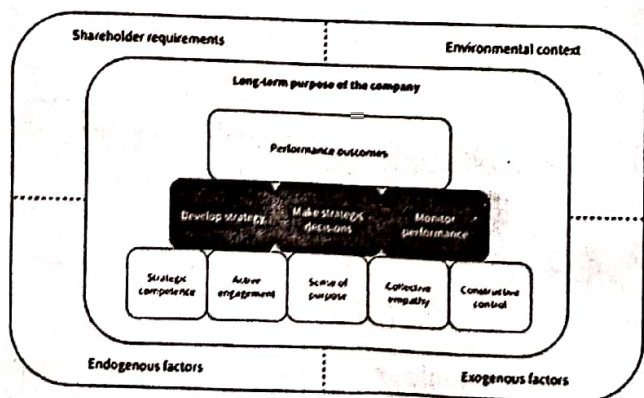 Shareholder requirements
Environmental context
Long-term purpose of the company
Performance outcomes
Develop strategy
Make strategic
decisions
Monitor
performance
Strategic
competence
Active
engagement
Sense of
purpose
Collective
empathy
Constructive
control
Endogenous factors
Exogenous factors